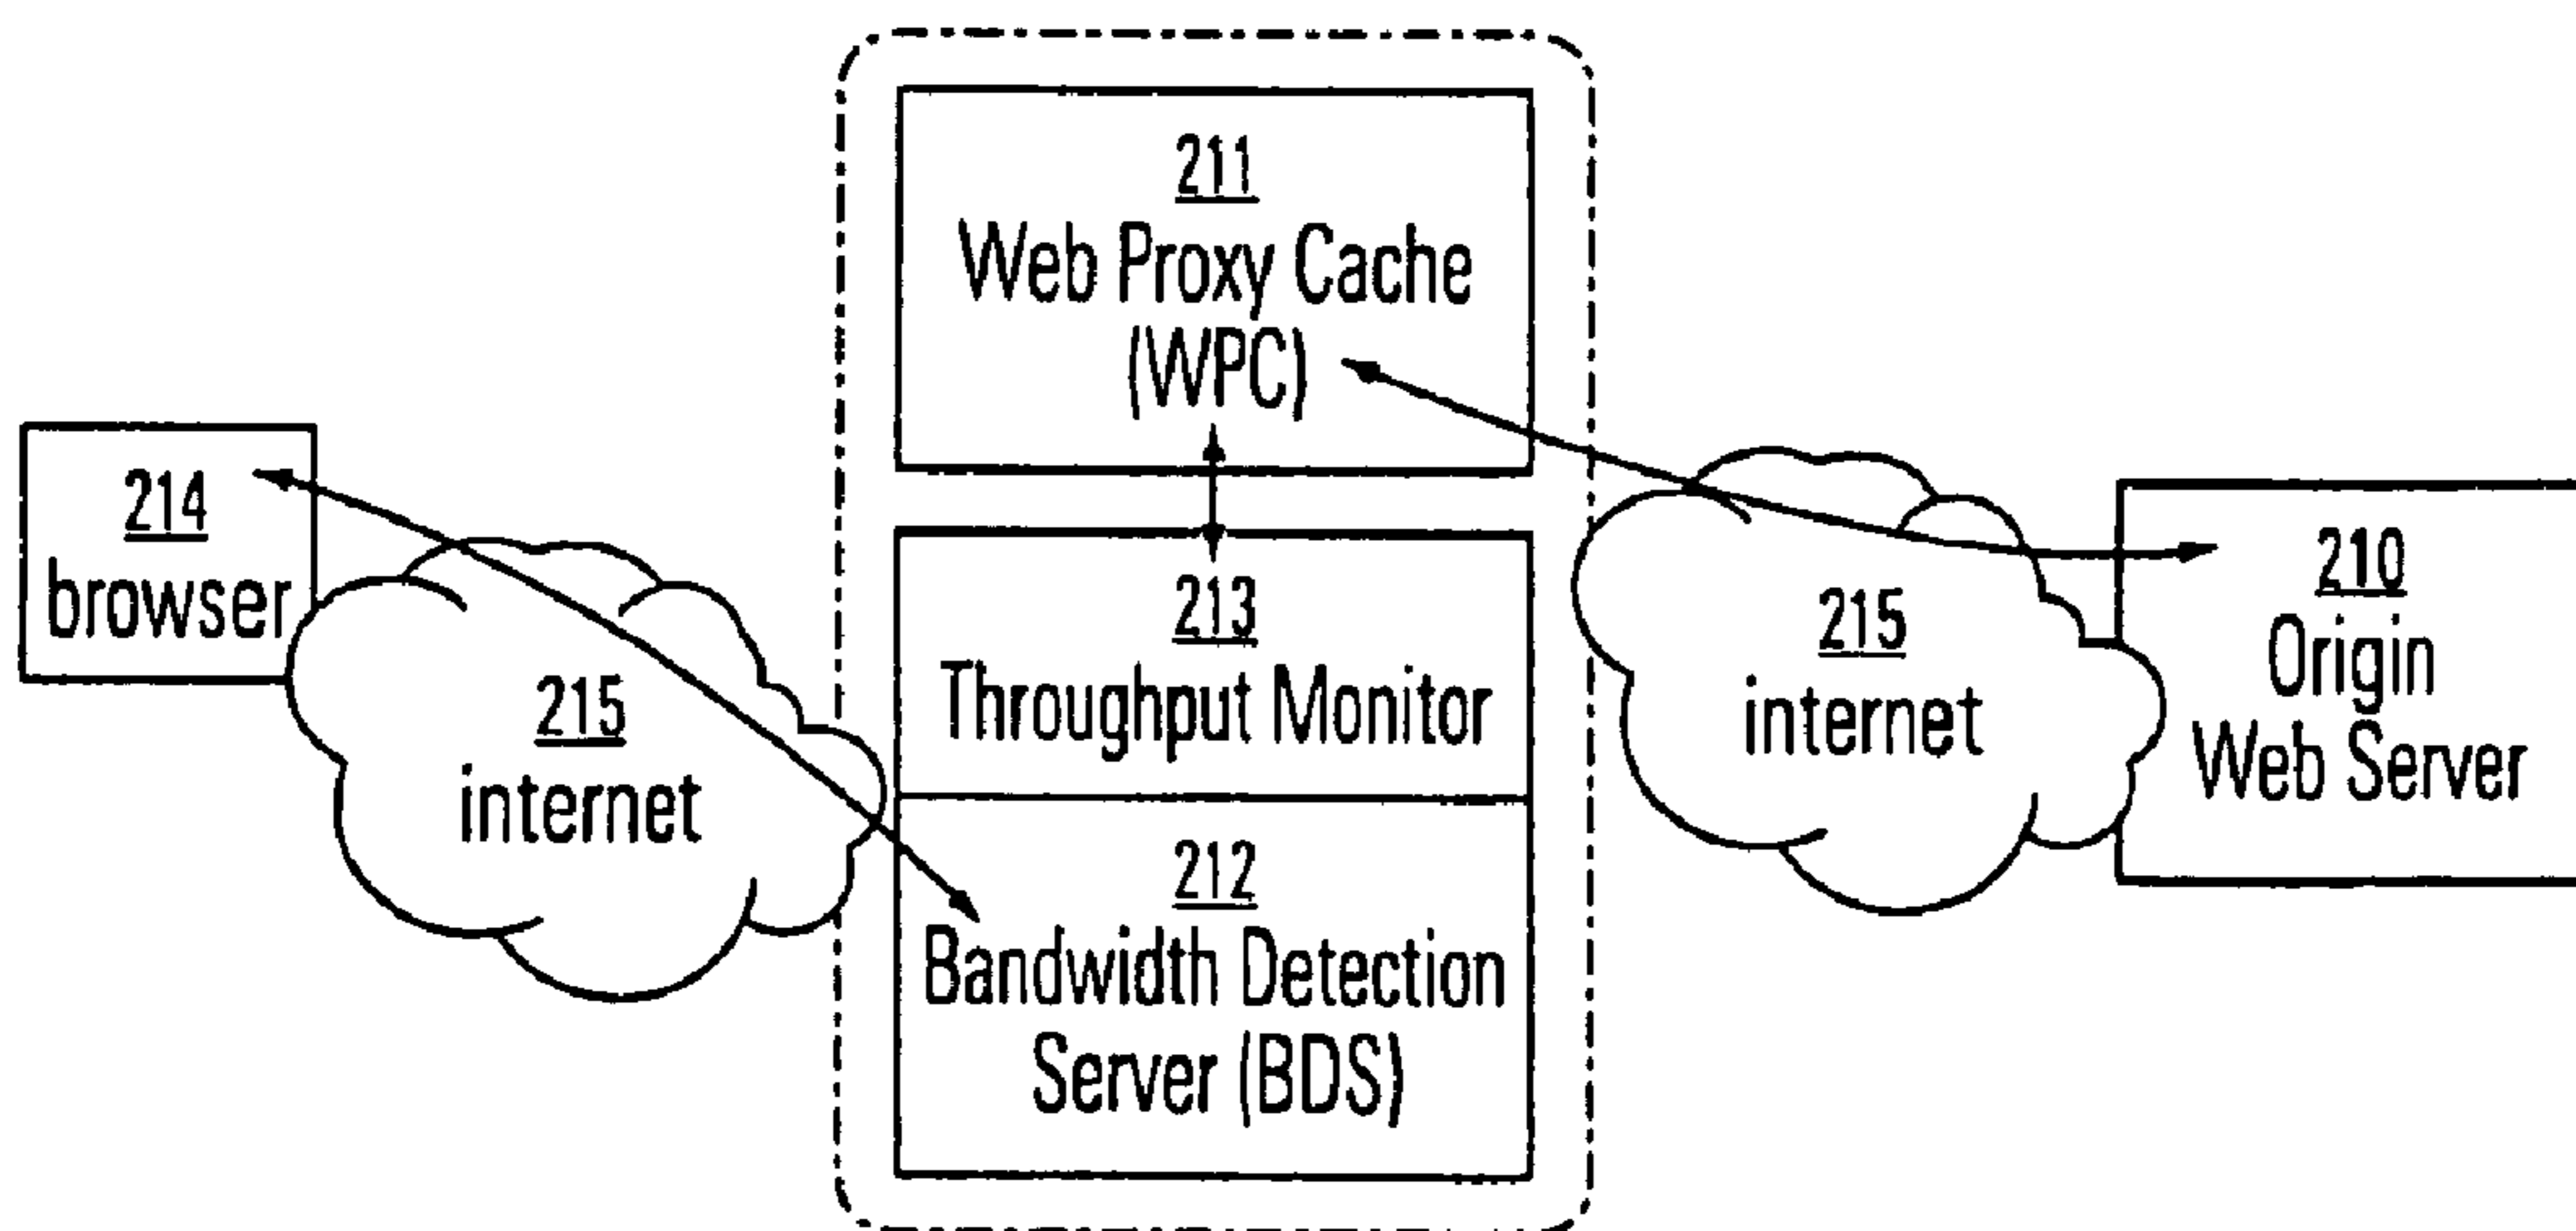 211
Web Proxy Cache
(WPC)
214
browser
215
internet
213
Throughput Monitor
212
Bandwidth Detection
Server (BDS)
215
internet
210
Origin
Web Server